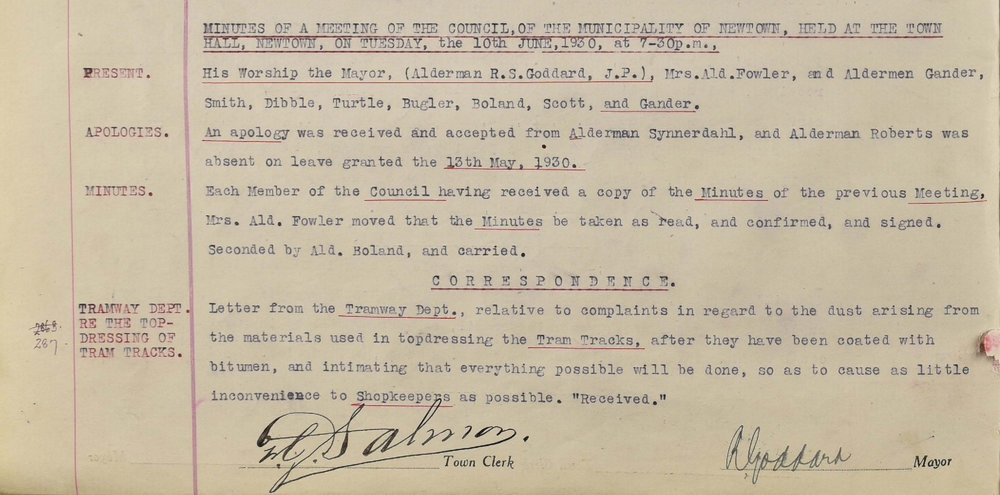 MINUTES OF A MEETING OF THE COUNCIL,OF THE MUNICIPALITY OF NEWTOWN, HELD AT THE TOWN
HALL, NEWTOWN, ON TUESDAY, the 10th JUNE,1930, at 7-30p.m.,
PRESENT. His Worship the Mayor, (Alderman R.S.Goddard, J.P.), Mrs.Ald.Fowler, and Aldermen Gander,
Smith, Dibble, Turtle, Bugler, Boland, Scott, and Gander.
APOLOGIES. An apology was received and accepted from Alderman Synnerdahl, and Alderman Roberts was
absent on leave granted the 13th May, 1930.
MINUTES. Each Member of the Council having received a copy of the Minutes of the previous Meeting,
Mrs. Ald. Fowler moved that the Minutes be taken as read, and confirmed, and signed.
Seconded by Ald. Boland, and carried.
CORRESPONDENCE.
TRAMWAY DEPT. Letter from the Tramway Dept., relative to complaints in regard to the dust arising from
RE THE TOP-
287 DRESSING OF the materials used in topdressing the Tram Tracks, after they have been coated with
TRAM TRACKS.
bitumen, and intimating that everything possible will be done, so as to cause as little
inconvenience to Shopkeepers as possible. "Received."
Salmon. Town Clerk R Goddard Mayor